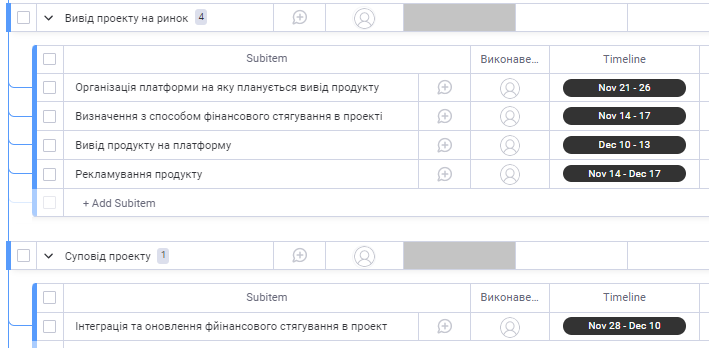 Вивід проекту на ринок 4
Subitem Виконаве... Timeline
Організація платформи на яку планується вивід продукту Nov 21 - 26
Визначення з способом фінансового стягування в проекті Nov 14 - 17
Вивід продукту на платформу Dec 10 - 13
Рекламування продукту Nov 14 - Dec 17
+ Add Subitem
Суповід проекту 1
Subitem Виконаве... Timeline
Інтеграція та оновлення фйінансового стягування в проект Nov 28 - Dec 10